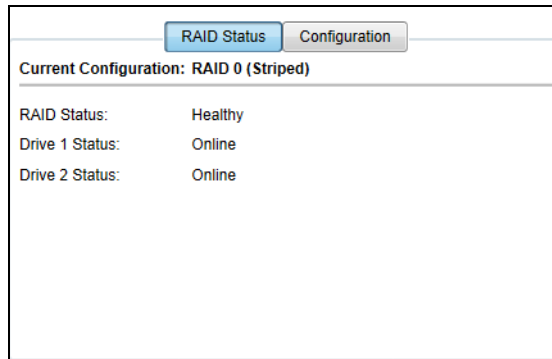 RAID Status Configuration
Current Configuration: RAID 0 (Striped)
RAID Status: Healthy
Drive 1 Status: Online
Drive 2 Status: Online